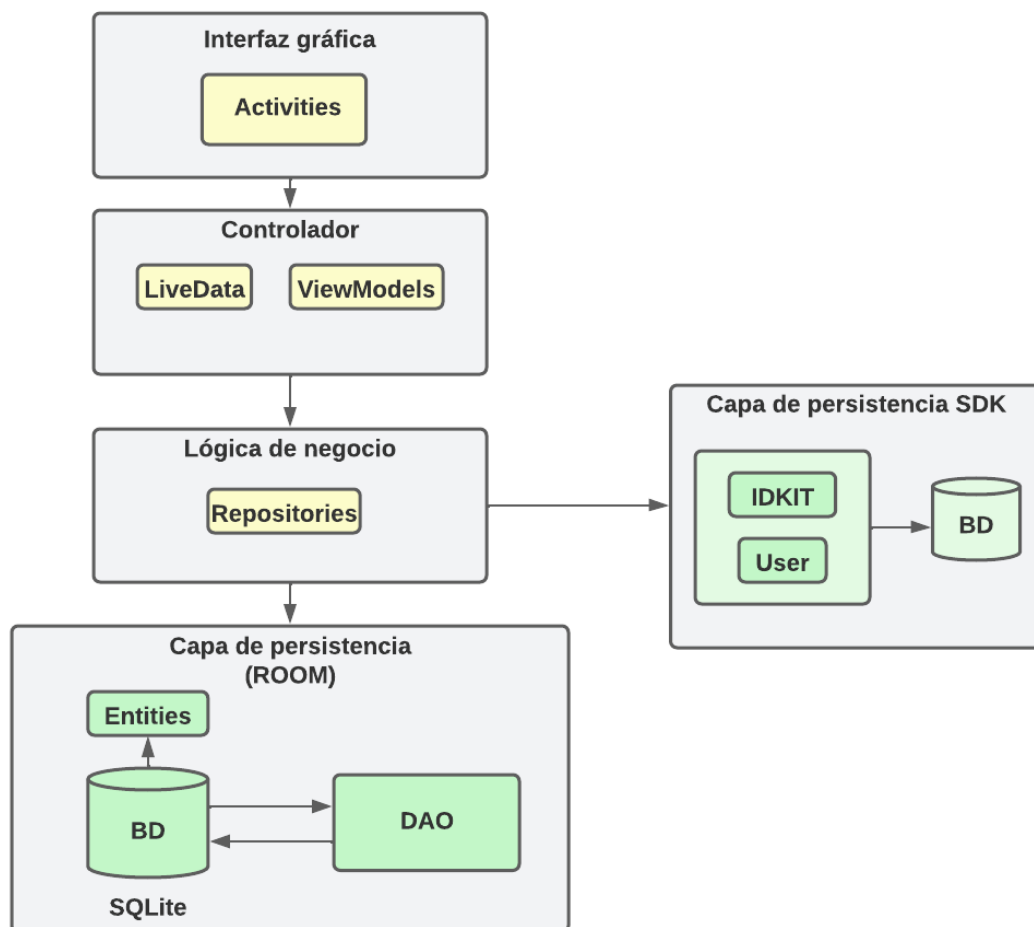 Interfaz gráfica
Activities
Controlador
LiveData
ViewModels
Lógica de negocio
Repositories
Capa de persistencia SDK
IDKIT
User
BD
Capa de persistencia
(ROOM)
Entities
BD
DAO
SQLite